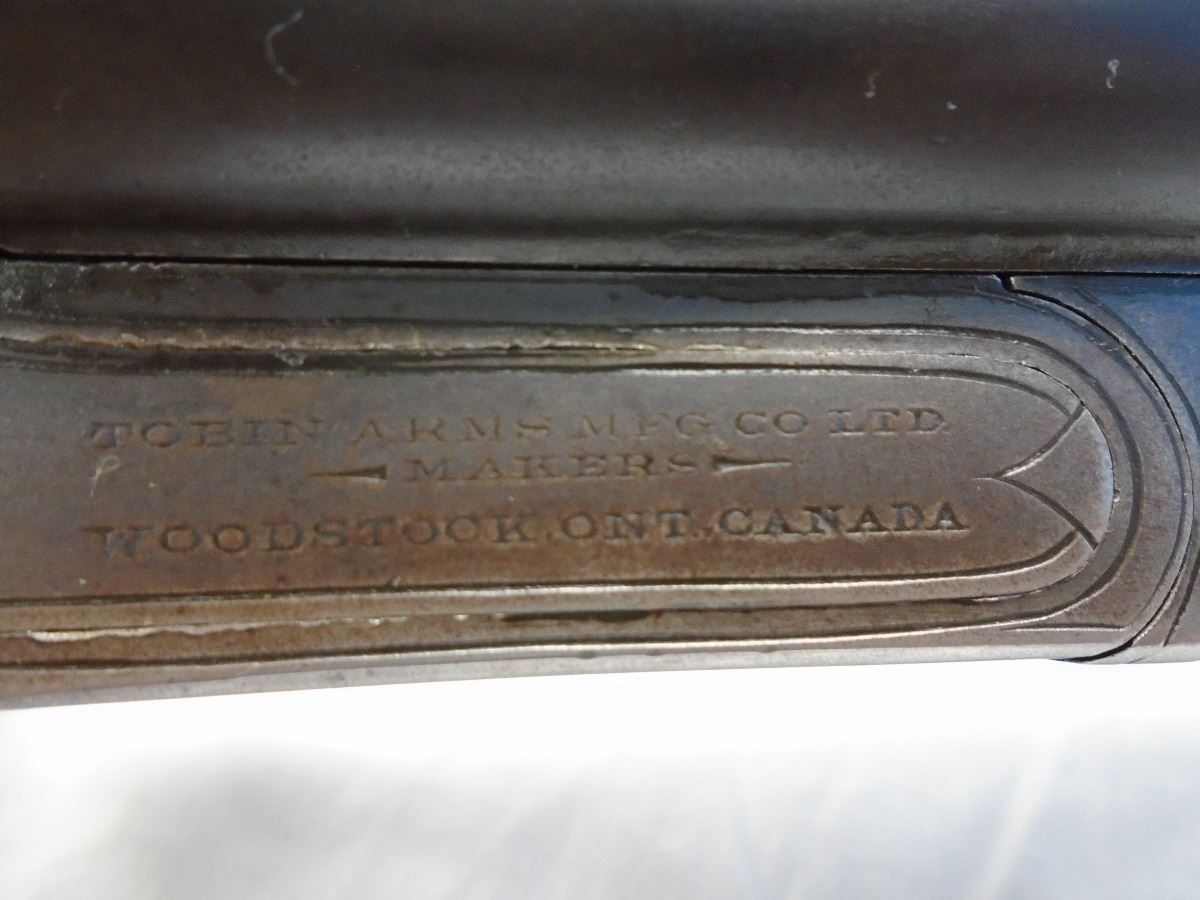 TOBIN ARMS MFG CO LTD.
MAKERS
WOODSTOCK. ONT. CANADA